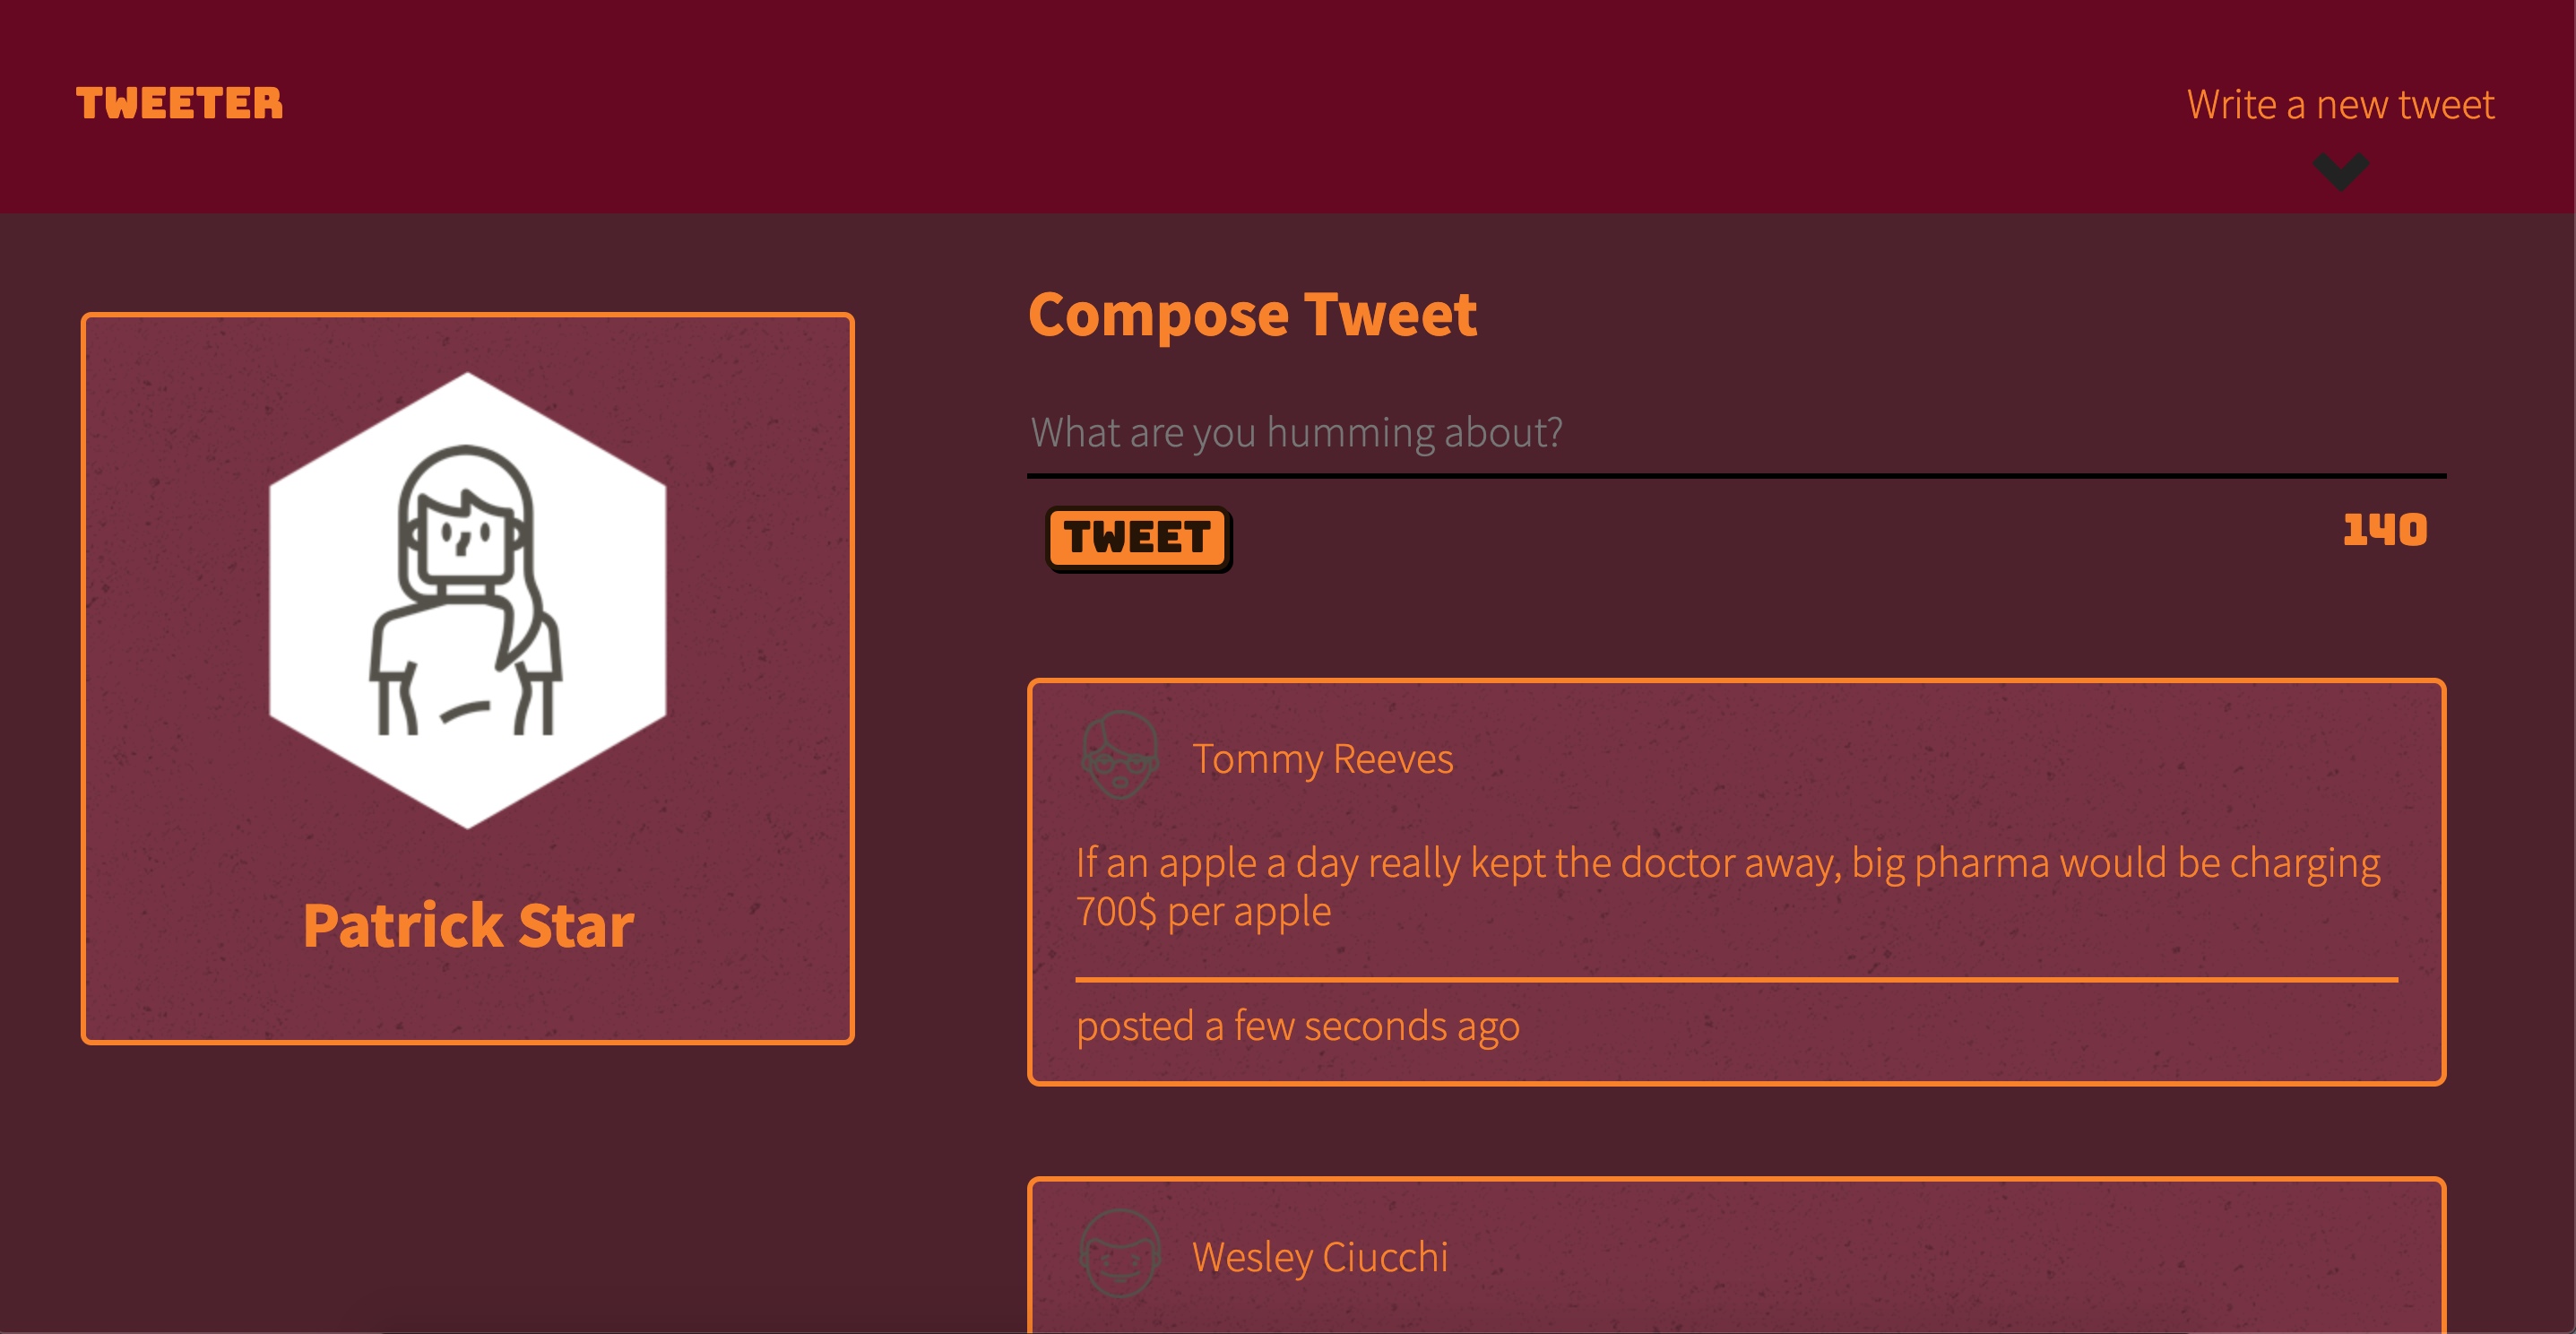 TWEETER
Write a new tweet
Patrick Star
Compose Tweet
What are you humming about?
TWEET
140
Tommy Reeves
If an apple a day really kept the doctor away, big pharma would be charging
700$ per apple
posted a few seconds ago
Wesley Ciucchi